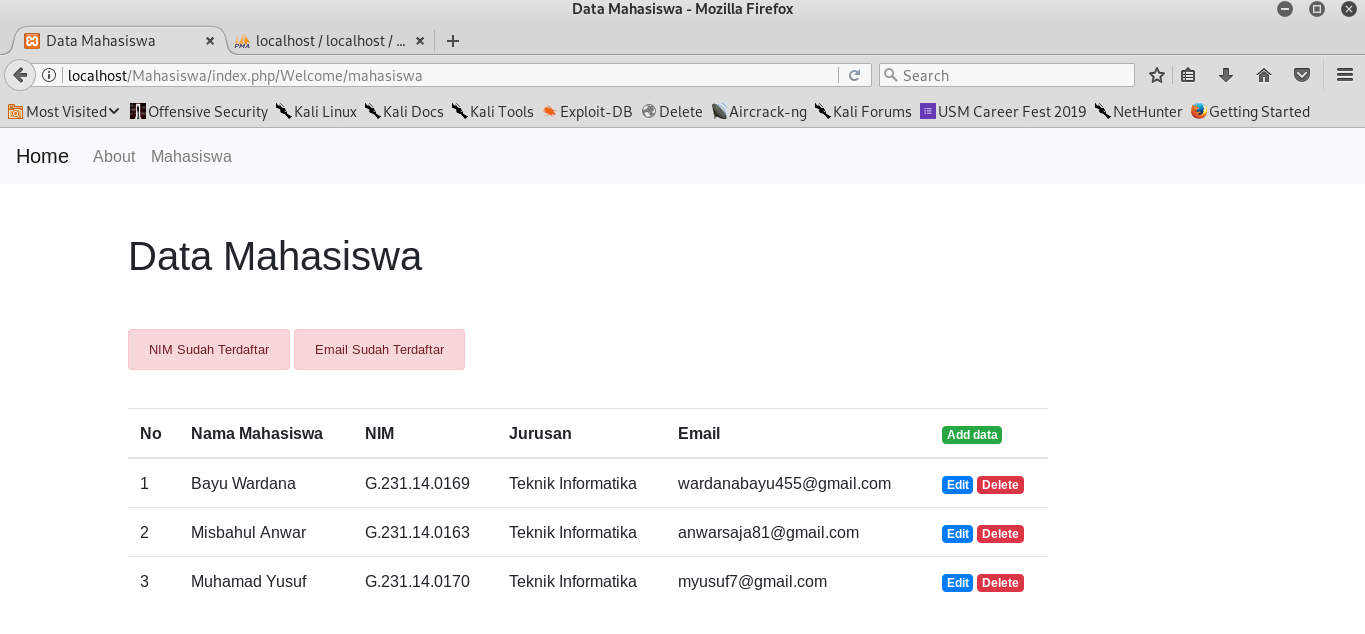 Data Mahasiswa - Mozilla Firefox
Data Mahasiswa localhost / localhost / ...
localhost/Mahasiswa/index.php/Welcome/mahasiswa Search
Most Visited Offensive Security Kali Linux Kali Docs Kali Tools Exploit-DB Delete Aircrack-ng Kali Forums USM Career Fest 2019 NetHunter Getting Started
Home About Mahasiswa
Data Mahasiswa
NIM Sudah Terdaftar Email Sudah Terdaftar
No Nama Mahasiswa NIM Jurusan Email Add data
1 Bayu Wardana G.231.14.0169 Teknik Informatika wardanabayu455@gmail.com Edit Delete
2 Misbahul Anwar G.231.14.0163 Teknik Informatika anwarsaja81@gmail.com Edit Delete
3 Muhamad Yusuf G.231.14.0170 Teknik Informatika myusuf7@gmail.com Edit Delete